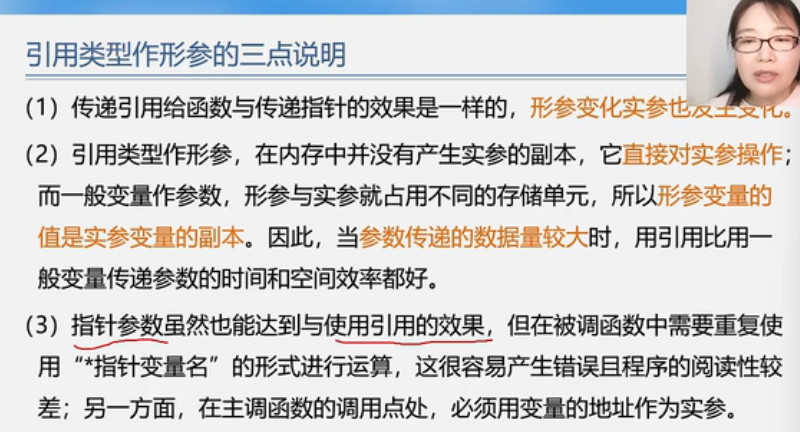 引用类型作形参的三点说明
（1）传递引用给函数与传递指针的效果是一样的，形参变化实参也发生变化。
（2）引用类型作形参，在内存中并没有产生实参的副本，它直接对实参操作；
而一般变量作参数，形参与实参就占用不同的存储单元，所以形参变量的
值是实参变量的副本。因此，当参数传递的数据量较大时，用引用比用一
般变量传递参数的时间和空间效率都好。
（3）指针参数虽然也能达到与使用引用的效果，但在被调函数中需要重复使
用“*指针变量名”的形式进行运算，这很容易产生错误且程序的阅读性较
差；另一方面，在主调函数的调用点处，必须用变量的地址作为实参。